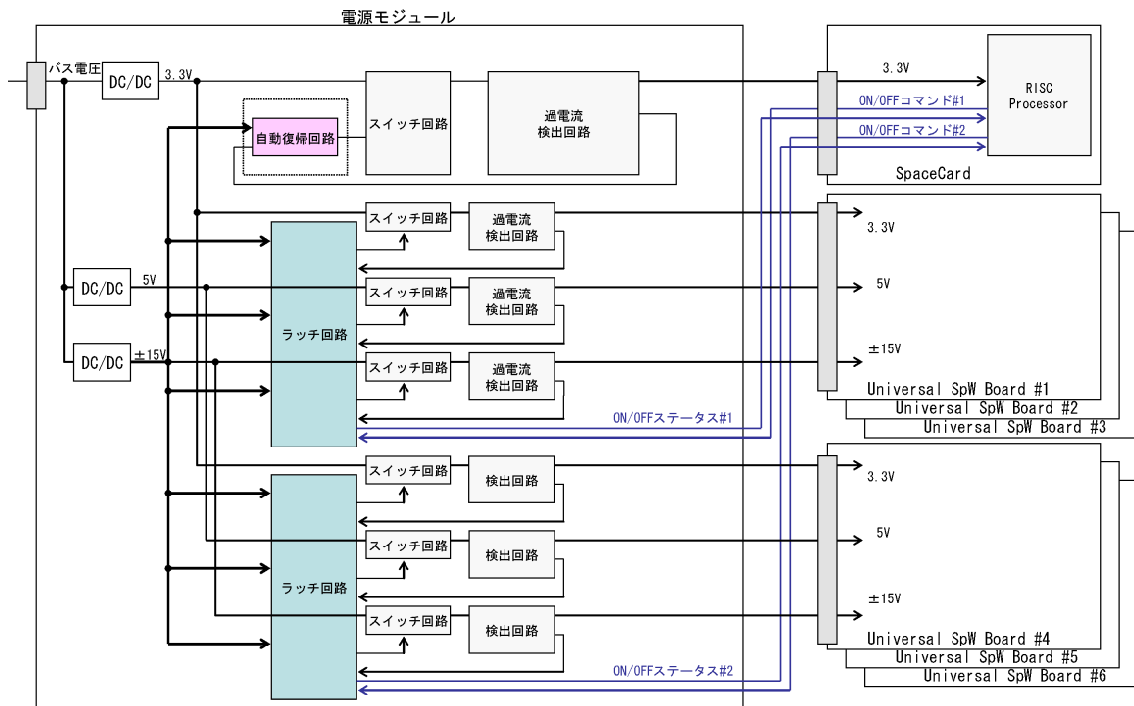 電源モジュール
バス電圧
DC/DC
3.3V
自動復帰回路
スイッチ回路
過電流
検出回路
3.3V
ON/OFFコマンド#1
ON/OFFコマンド#2
RISC
Processor
SpaceCard
スイッチ回路
過電流
検出回路
3.3V
DC/DC
5V
スイッチ回路
過電流
検出回路
5V
ラッチ回路
DC/DC
±15V
スイッチ回路
過電流
検出回路
±15V
Universal SpW Board #1
Universal SpW Board #2
Universal SpW Board #3
ON/OFFステータス#1
スイッチ回路
検出回路
3.3V
スイッチ回路
検出回路
5V
ラッチ回路
スイッチ回路
検出回路
±15V
Universal SpW Board #4
Universal SpW Board #5
Universal SpW Board #6
ON/OFFステータス#2